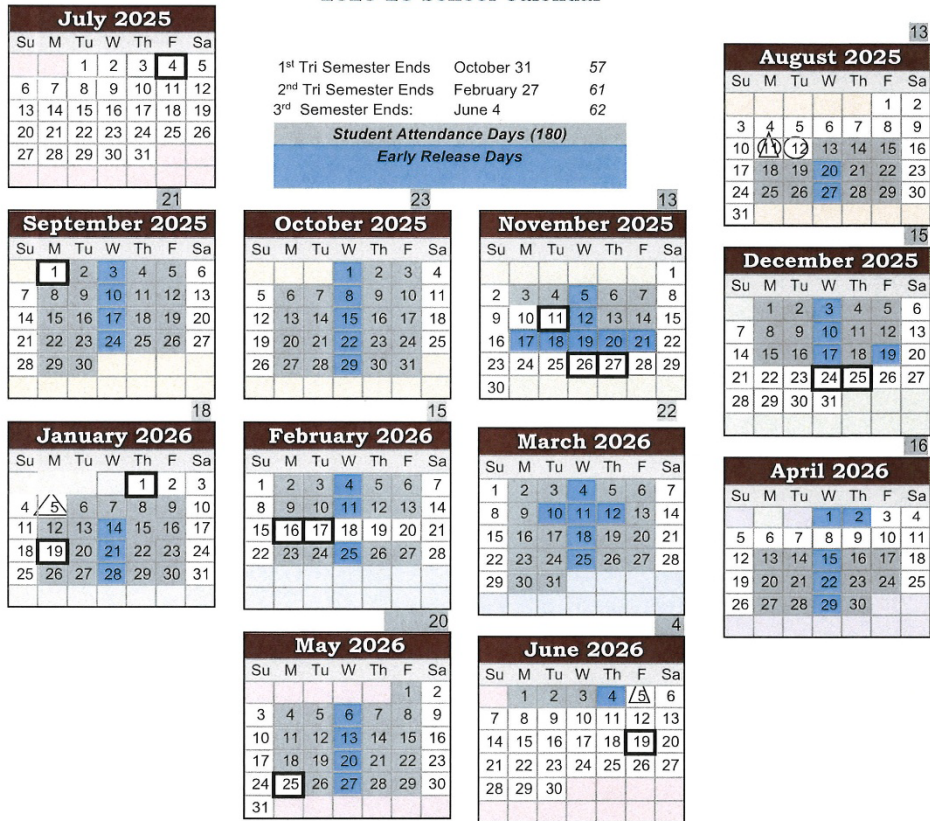 July 2025
Su M Tu W Th F Sa
1 2 3 4 5
6 7 8 9 10 11 12
13 14 15 16 17 18 19
20 21 22 23 24 25 26
27 28 29 30 31
1st Tri Semester Ends October 31 57
2nd Tri Semester Ends February 27 61
3rd Semester Ends: June 4 62
Student Attendance Days (180)
Early Release Days
13
August 2025
Su M Tu W Th F Sa
1 2
3 4 5 6 7 8 9
10 11 12 13 14 15 16
17 18 19 20 21 22 23
24 25 26 27 28 29 30
31
21
September 2025
Su M Tu W Th F Sa
1 2 3 4 5 6
7 8 9 10 11 12 13
14 15 16 17 18 19 20
21 22 23 24 25 26 27
28 29 30
23
October 2025
Su M Tu W Th F Sa
1 2 3 4
5 6 7 8 9 10 11
12 13 14 15 16 17 18
19 20 21 22 23 24 25
26 27 28 29 30 31
13
November 2025
Su M Tu W Th F Sa
1
2 3 4 5 6 7 8
9 10 11 12 13 14 15
16 17 18 19 20 21 22
23 24 25 26 27 28 29
30
15
December 2025
Su M Tu W Th F Sa
1 2 3 4 5 6
7 8 9 10 11 12 13
14 15 16 17 18 19 20
21 22 23 24 25 26 27
28 29 30 31
18
January 2026
Su M Tu W Th F Sa
1 2 3
4 5 6 7 8 9 10
11 12 13 14 15 16 17
18 19 20 21 22 23 24
25 26 27 28 29 30 31
15
February 2026
Su M Tu W Th F Sa
1 2 3 4 5 6 7
8 9 10 11 12 13 14
15 16 17 18 19 20 21
22 23 24 25 26 27 28
22
March 2026
Su M Tu W Th F Sa
1 2 3 4 5 6 7
8 9 10 11 12 13 14
15 16 17 18 19 20 21
22 23 24 25 26 27 28
29 30 31
16
April 2026
Su M Tu W Th F Sa
1 2 3 4
5 6 7 8 9 10 11
12 13 14 15 16 17 18
19 20 21 22 23 24 25
26 27 28 29 30
20
May 2026
Su M Tu W Th F Sa
1 2
3 4 5 6 7 8 9
10 11 12 13 14 15 16
17 18 19 20 21 22 23
24 25 26 27 28 29 30
31
4
June 2026
Su M Tu W Th F Sa
1 2 3 4 5 6
7 8 9 10 11 12 13
14 15 16 17 18 19 20
21 22 23 24 25 26 27
28 29 30